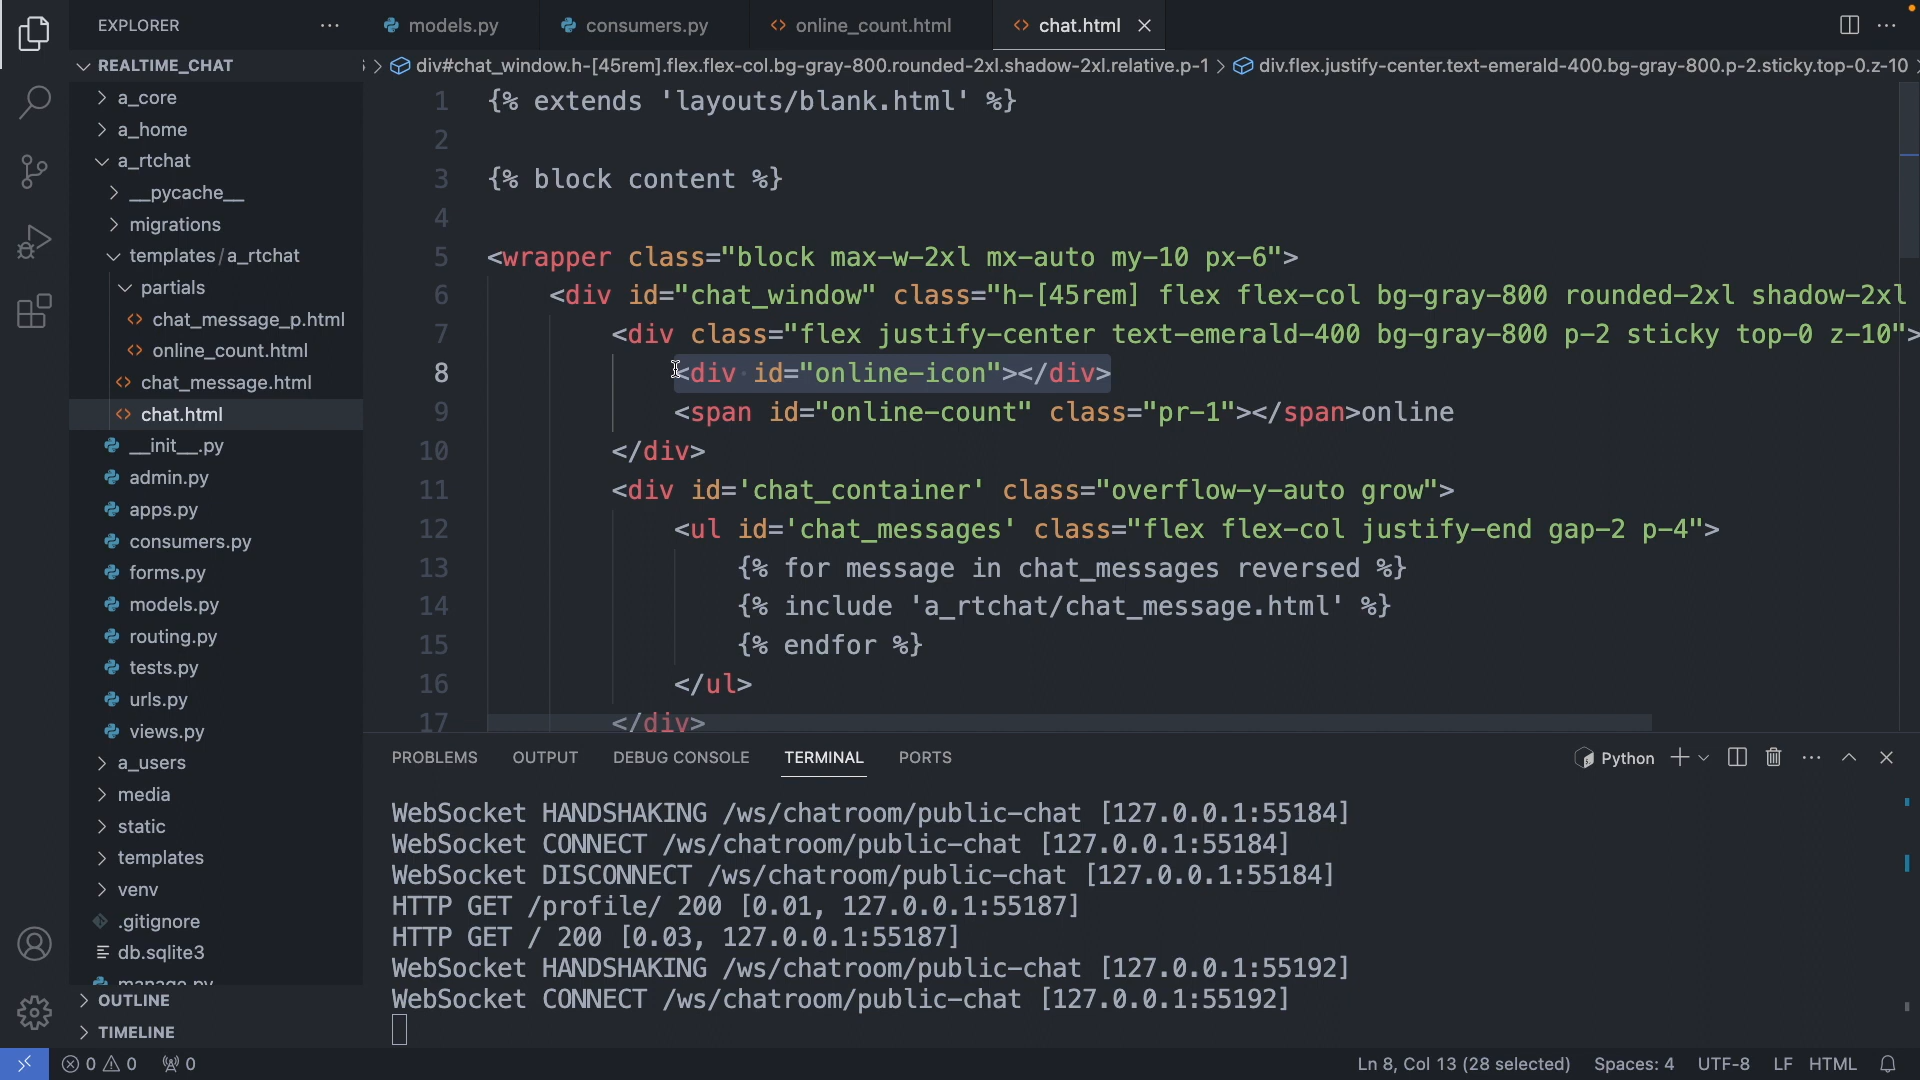 EXPLORER
REALTIME_CHAT
a_core
a_home
a_rtchat
__pycache__
migrations
templates/a_rtchat
partials
chat_message_p.html
online_count.html
chat_message.html
chat.html
__init__.py
admin.py
apps.py
consumers.py
forms.py
models.py
routing.py
tests.py
urls.py
views.py
a_users
media
static
templates
venv
.gitignore
db.sqlite3
manage.py
OUTLINE
TIMELINE
models.py
consumers.py
online_count.html
chat.html
div#chat_window.h-[45rem].flex.flex-col.bg-gray-800.rounded-2xl.shadow-2xl.relative.p-1 > div.flex.justify-center.text-emerald-400.bg-gray-800.p-2.sticky.top-0.z-10
1 {% extends 'layouts/blank.html' %}
2
3 {% block content %}
4
5 <wrapper class="block max-w-2xl mx-auto my-10 px-6">
6 <div id="chat_window" class="h-[45rem] flex flex-col bg-gray-800 rounded-2xl shadow-2xl
7 <div class="flex justify-center text-emerald-400 bg-gray-800 p-2 sticky top-0 z-10">
8 <div id="online-icon"></div>
9 <span id="online-count" class="pr-1"></span>online
10 </div>
11 <div id='chat_container' class="overflow-y-auto grow">
12 <ul id='chat_messages' class="flex flex-col justify-end gap-2 p-4">
13 {% for message in chat_messages reversed %}
14 {% include 'a_rtchat/chat_message.html' %}
15 {% endfor %}
16 </ul>
17 </div>
PROBLEMS OUTPUT DEBUG CONSOLE TERMINAL PORTS
Python
WebSocket HANDSHAKING /ws/chatroom/public-chat [127.0.0.1:55184]
WebSocket CONNECT /ws/chatroom/public-chat [127.0.0.1:55184]
WebSocket DISCONNECT /ws/chatroom/public-chat [127.0.0.1:55184]
HTTP GET /profile/ 200 [0.01, 127.0.0.1:55187]
HTTP GET / 200 [0.03, 127.0.0.1:55187]
WebSocket HANDSHAKING /ws/chatroom/public-chat [127.0.0.1:55192]
WebSocket CONNECT /ws/chatroom/public-chat [127.0.0.1:55192]
0 0 0
Ln 8, Col 13 (28 selected) Spaces: 4 UTF-8 LF HTML